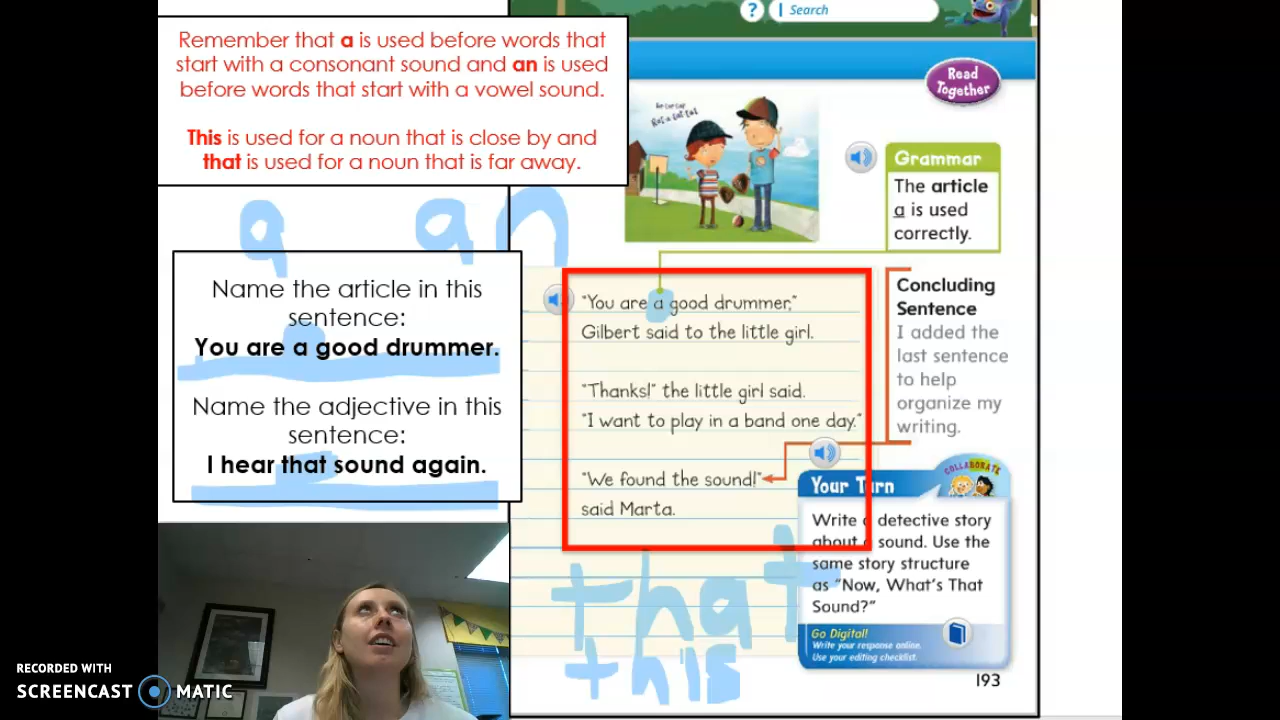 Search
Remember that a is used before words that
start with a consonant sound and an is used
before words that start with a vowel sound.
This is used for a noun that is close by and
that is used for a noun that is far away.
Read
Together
Rat-a-tat-tat
Grammar
The article
a is used
correctly.
a an
Name the article in this
sentence:
You are a good drummer.
Name the adjective in this
sentence:
I hear that sound again.
"You are a good drummer,"
Gilbert said to the little girl.
"Thanks!" the little girl said.
"I want to play in a band one day."
"We found the sound!"
said Marta.
Concluding
Sentence
I added the
last sentence
to help
organize my
writing.
COLLABORATE
Your Turn
Write a detective story
about a sound. Use the
same story structure
as "Now, What's That
Sound?"
Go Digital!
Write your response online.
Use your editing checklist.
that
this
193
RECORDED WITH
SCREENCAST MATIC